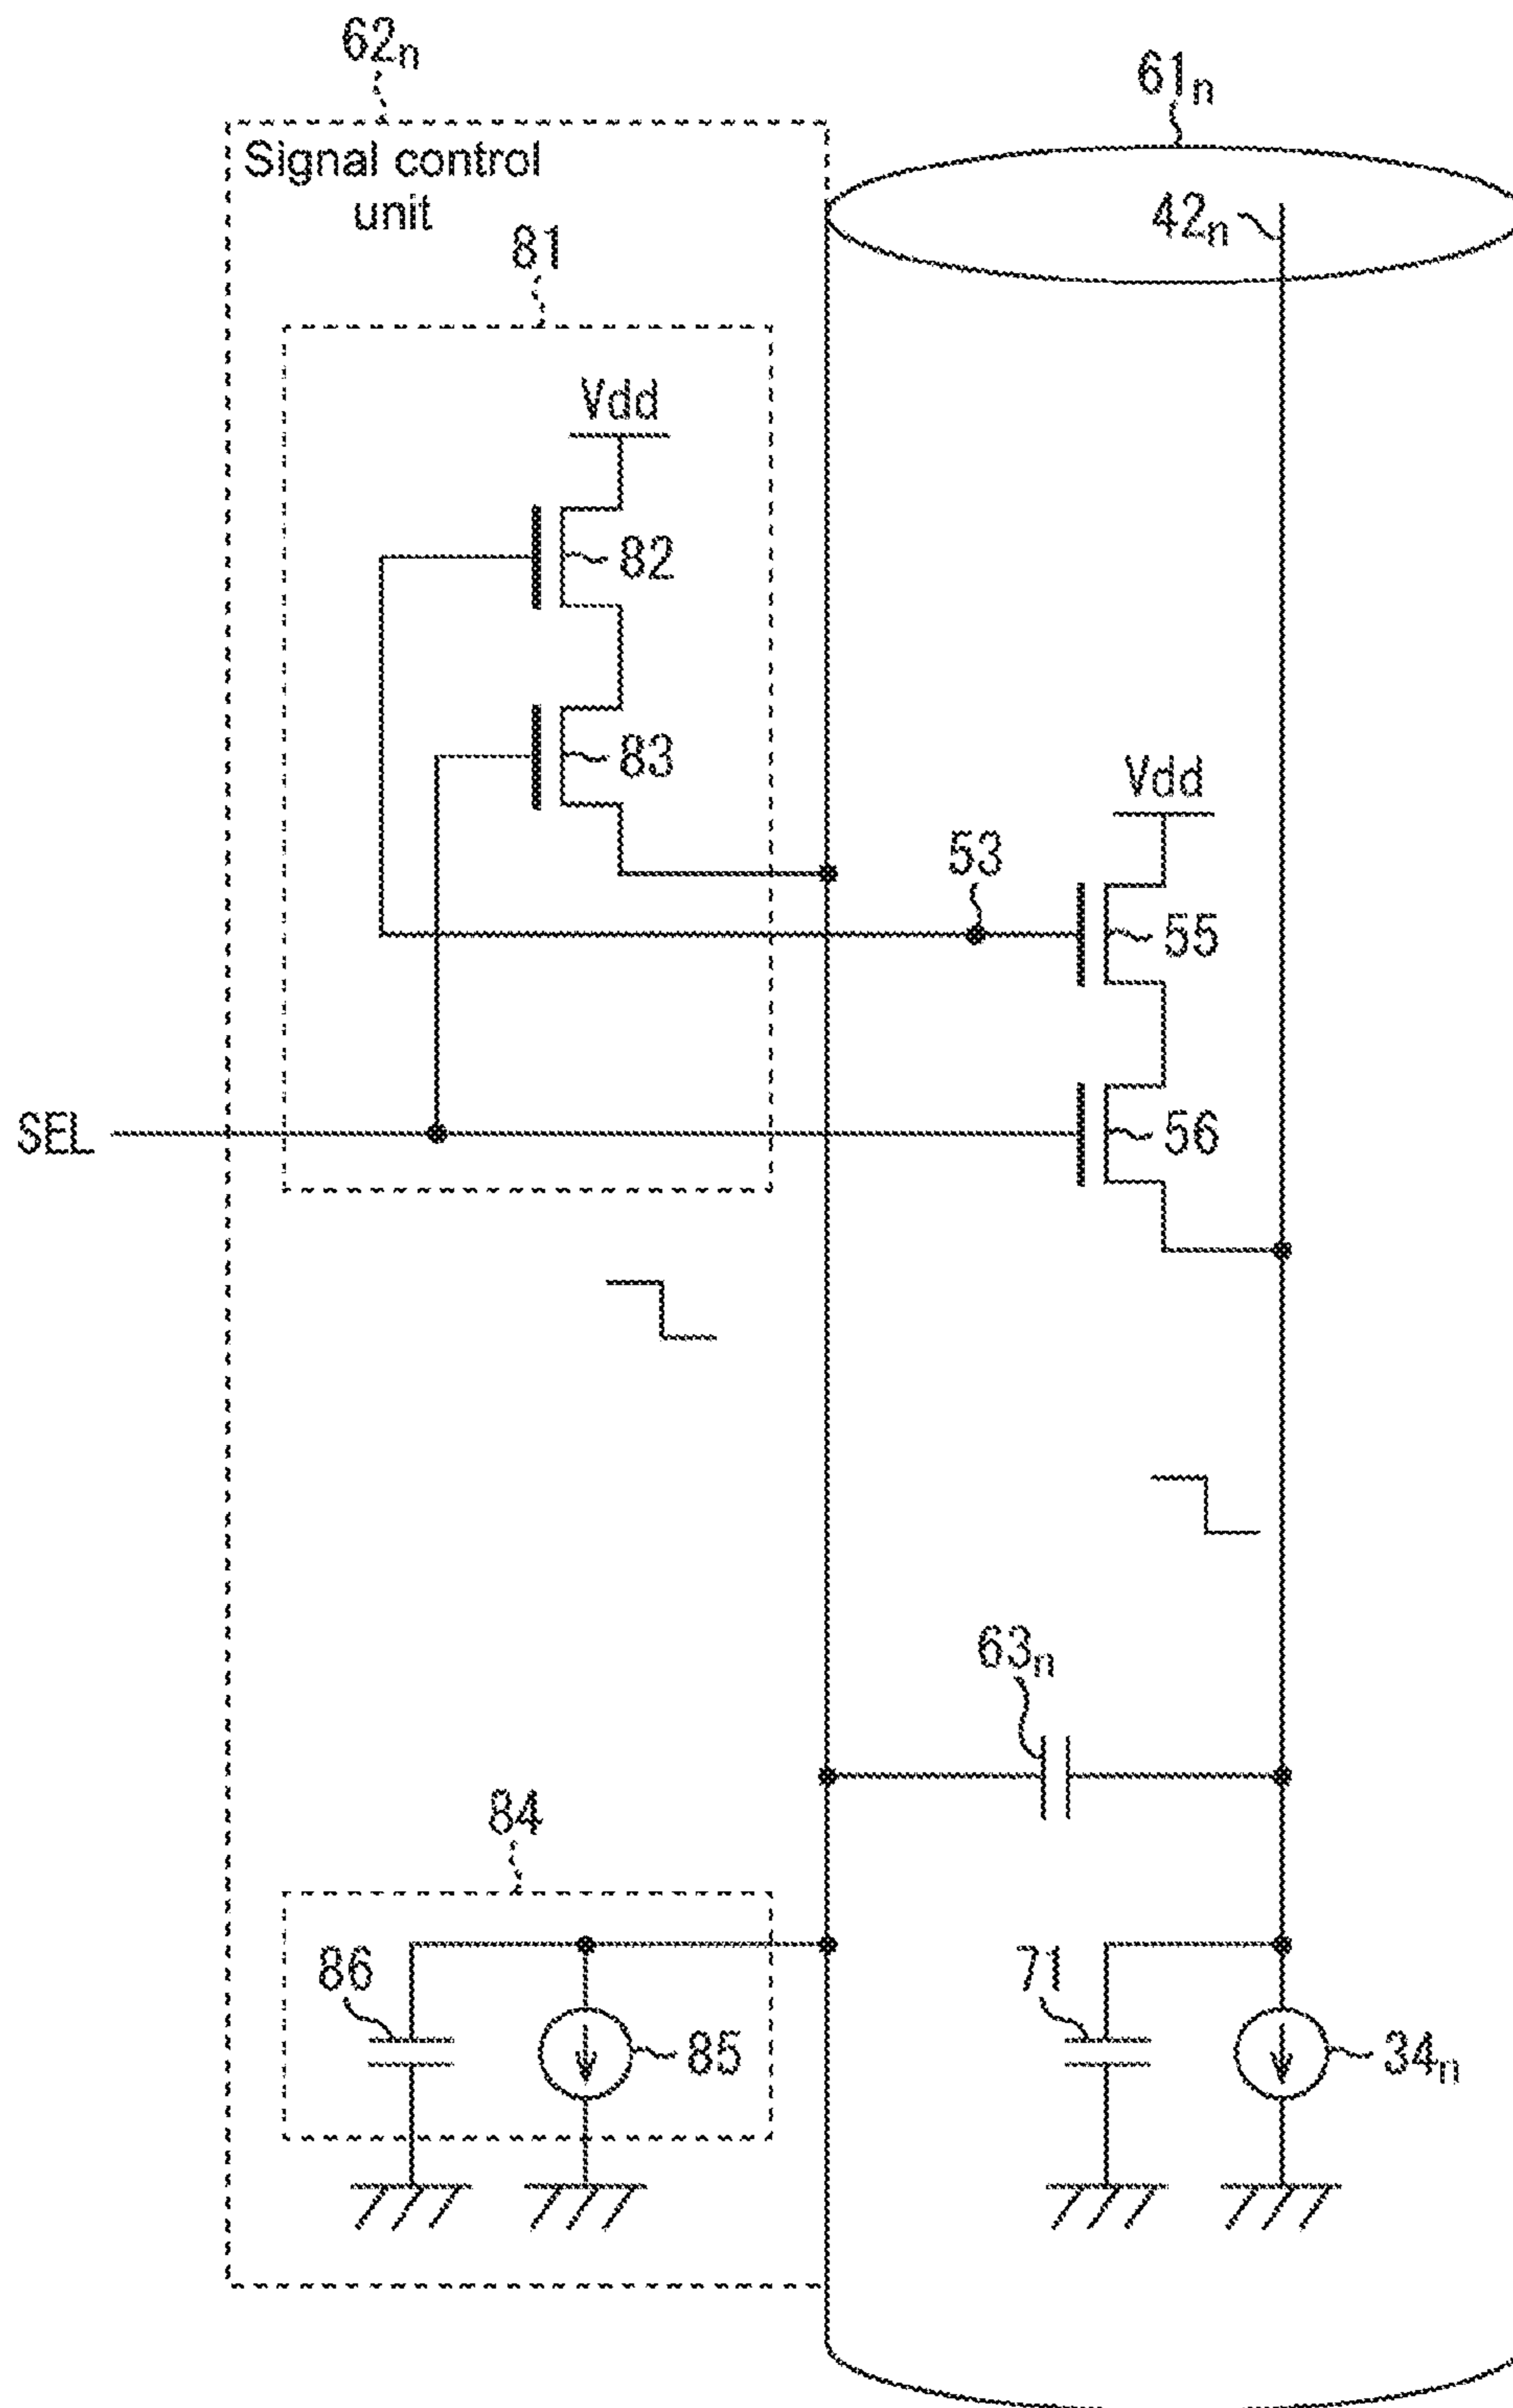 62n
61n
Signal control
unit
42n
81
Vdd
82
83
Vdd
53
55
SEL
56
63n
84
86
85
71
34n